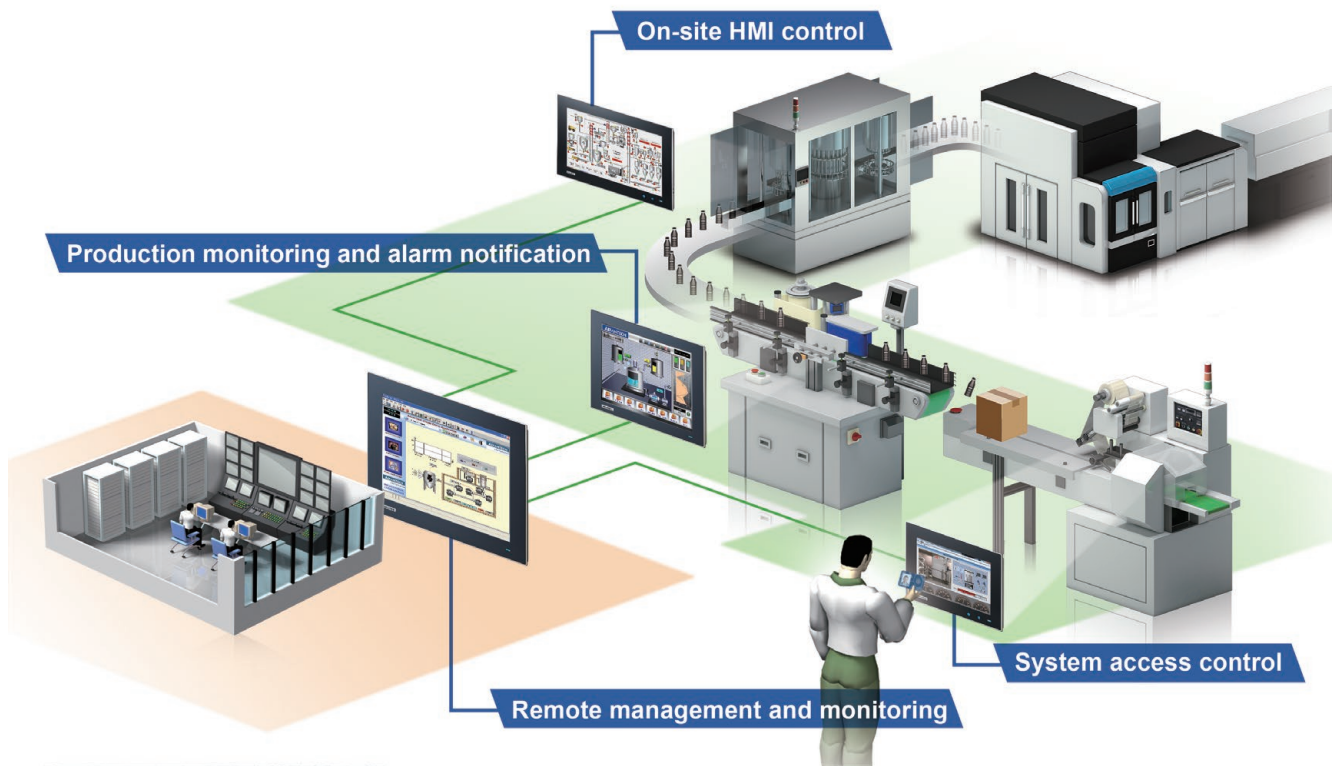 On-site HMI control
Production monitoring and alarm notification
System access control
Remote management and monitoring